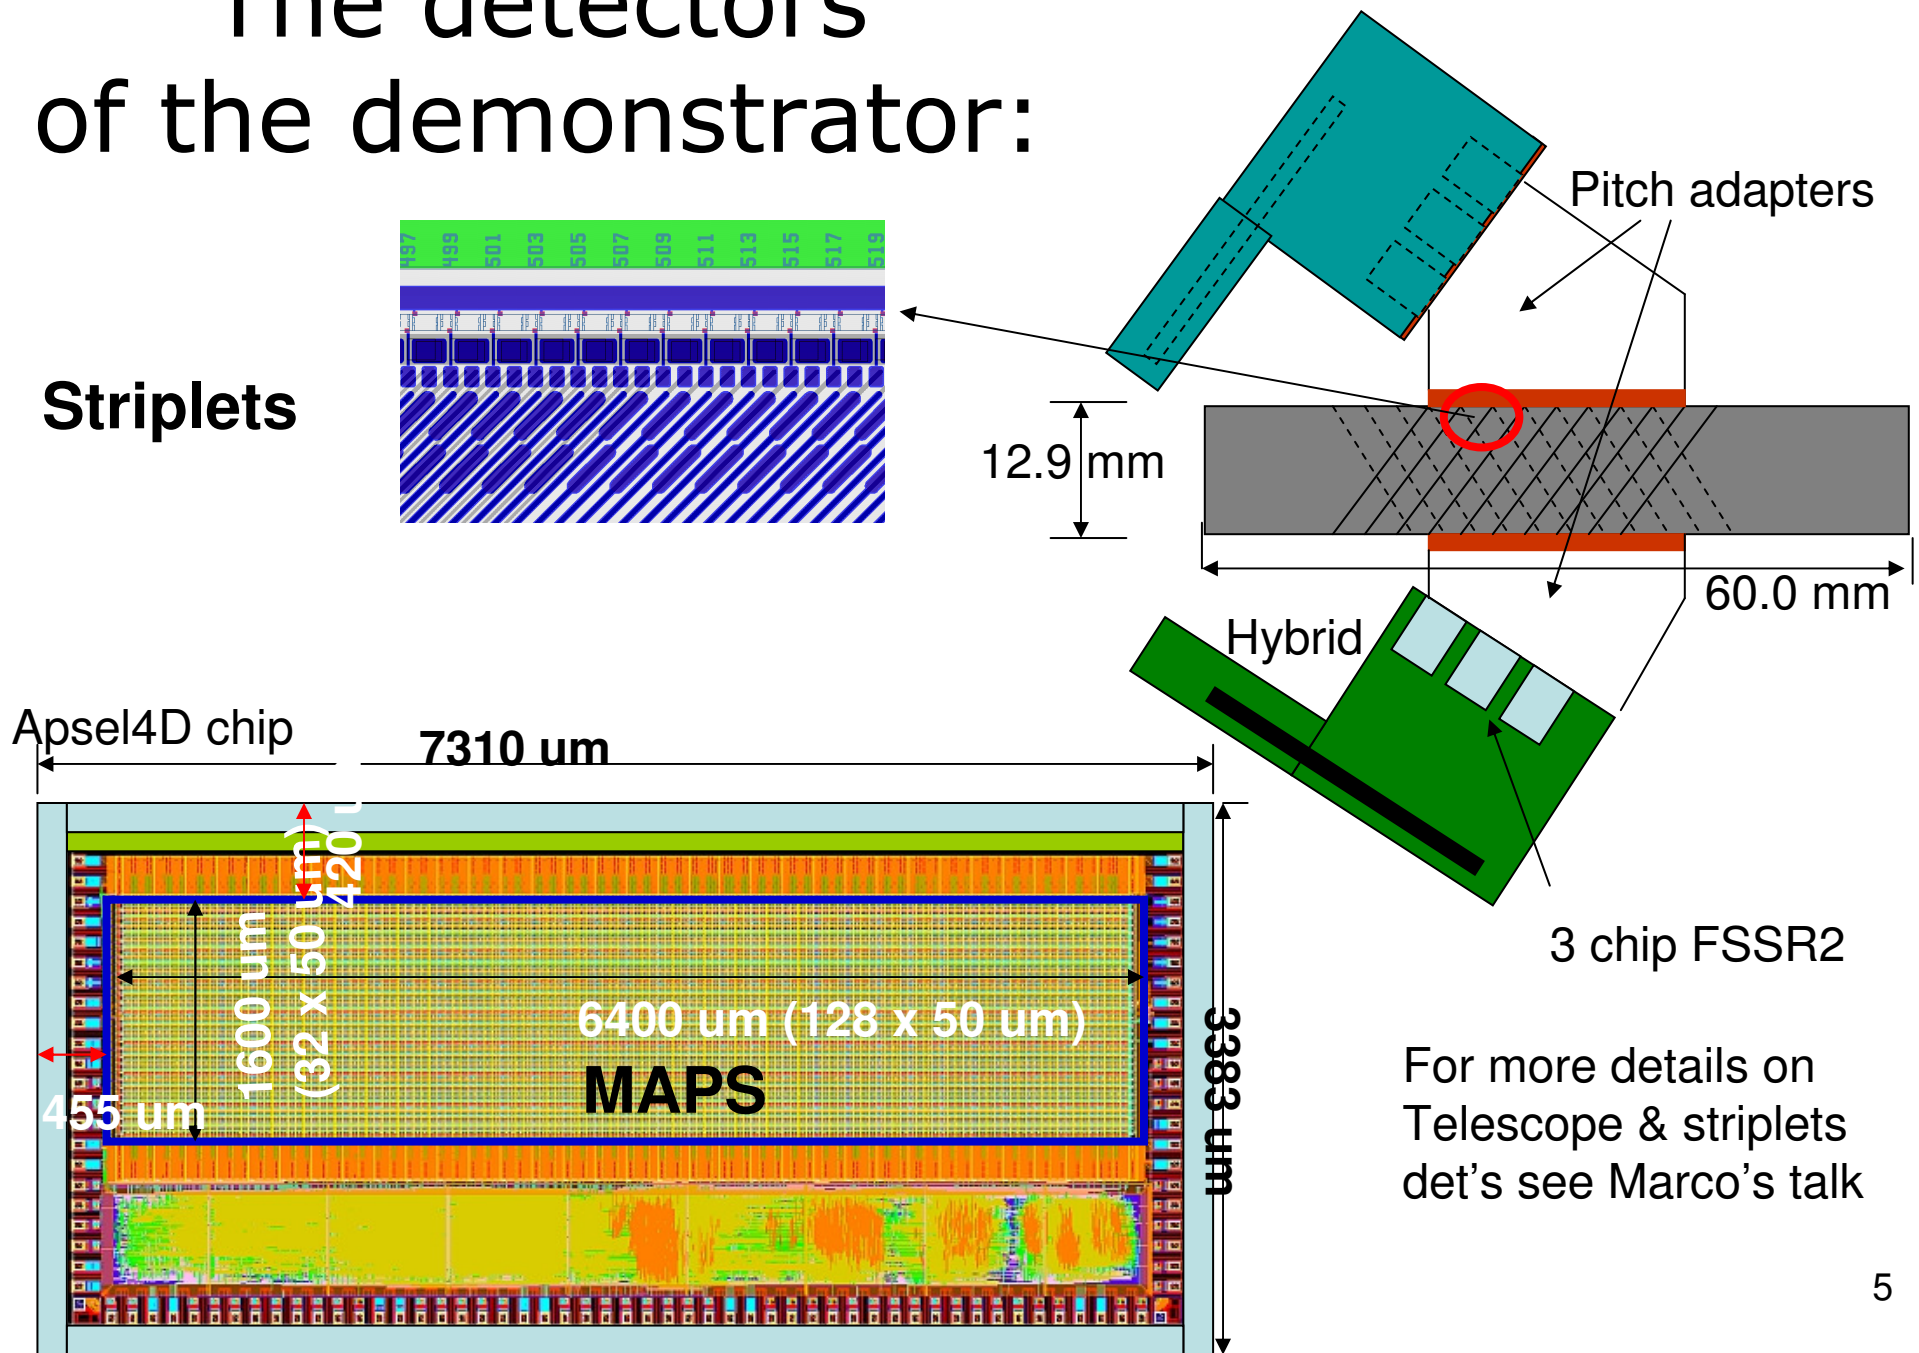 The detectors
of the demonstrator:
Pitch adapters
497 499 501 503 505 507 509 511 513 515 517 519
Striplets
12.9 mm
60.0 mm
Hybrid
Apsel4D chip
7310 um
420 u
1600 um
(32 x 50 um)
6400 um (128 x 50 um)
MAPS
455 um
3383 um
3 chip FSSR2
For more details on
Telescope & striplets
det's see Marco's talk
5